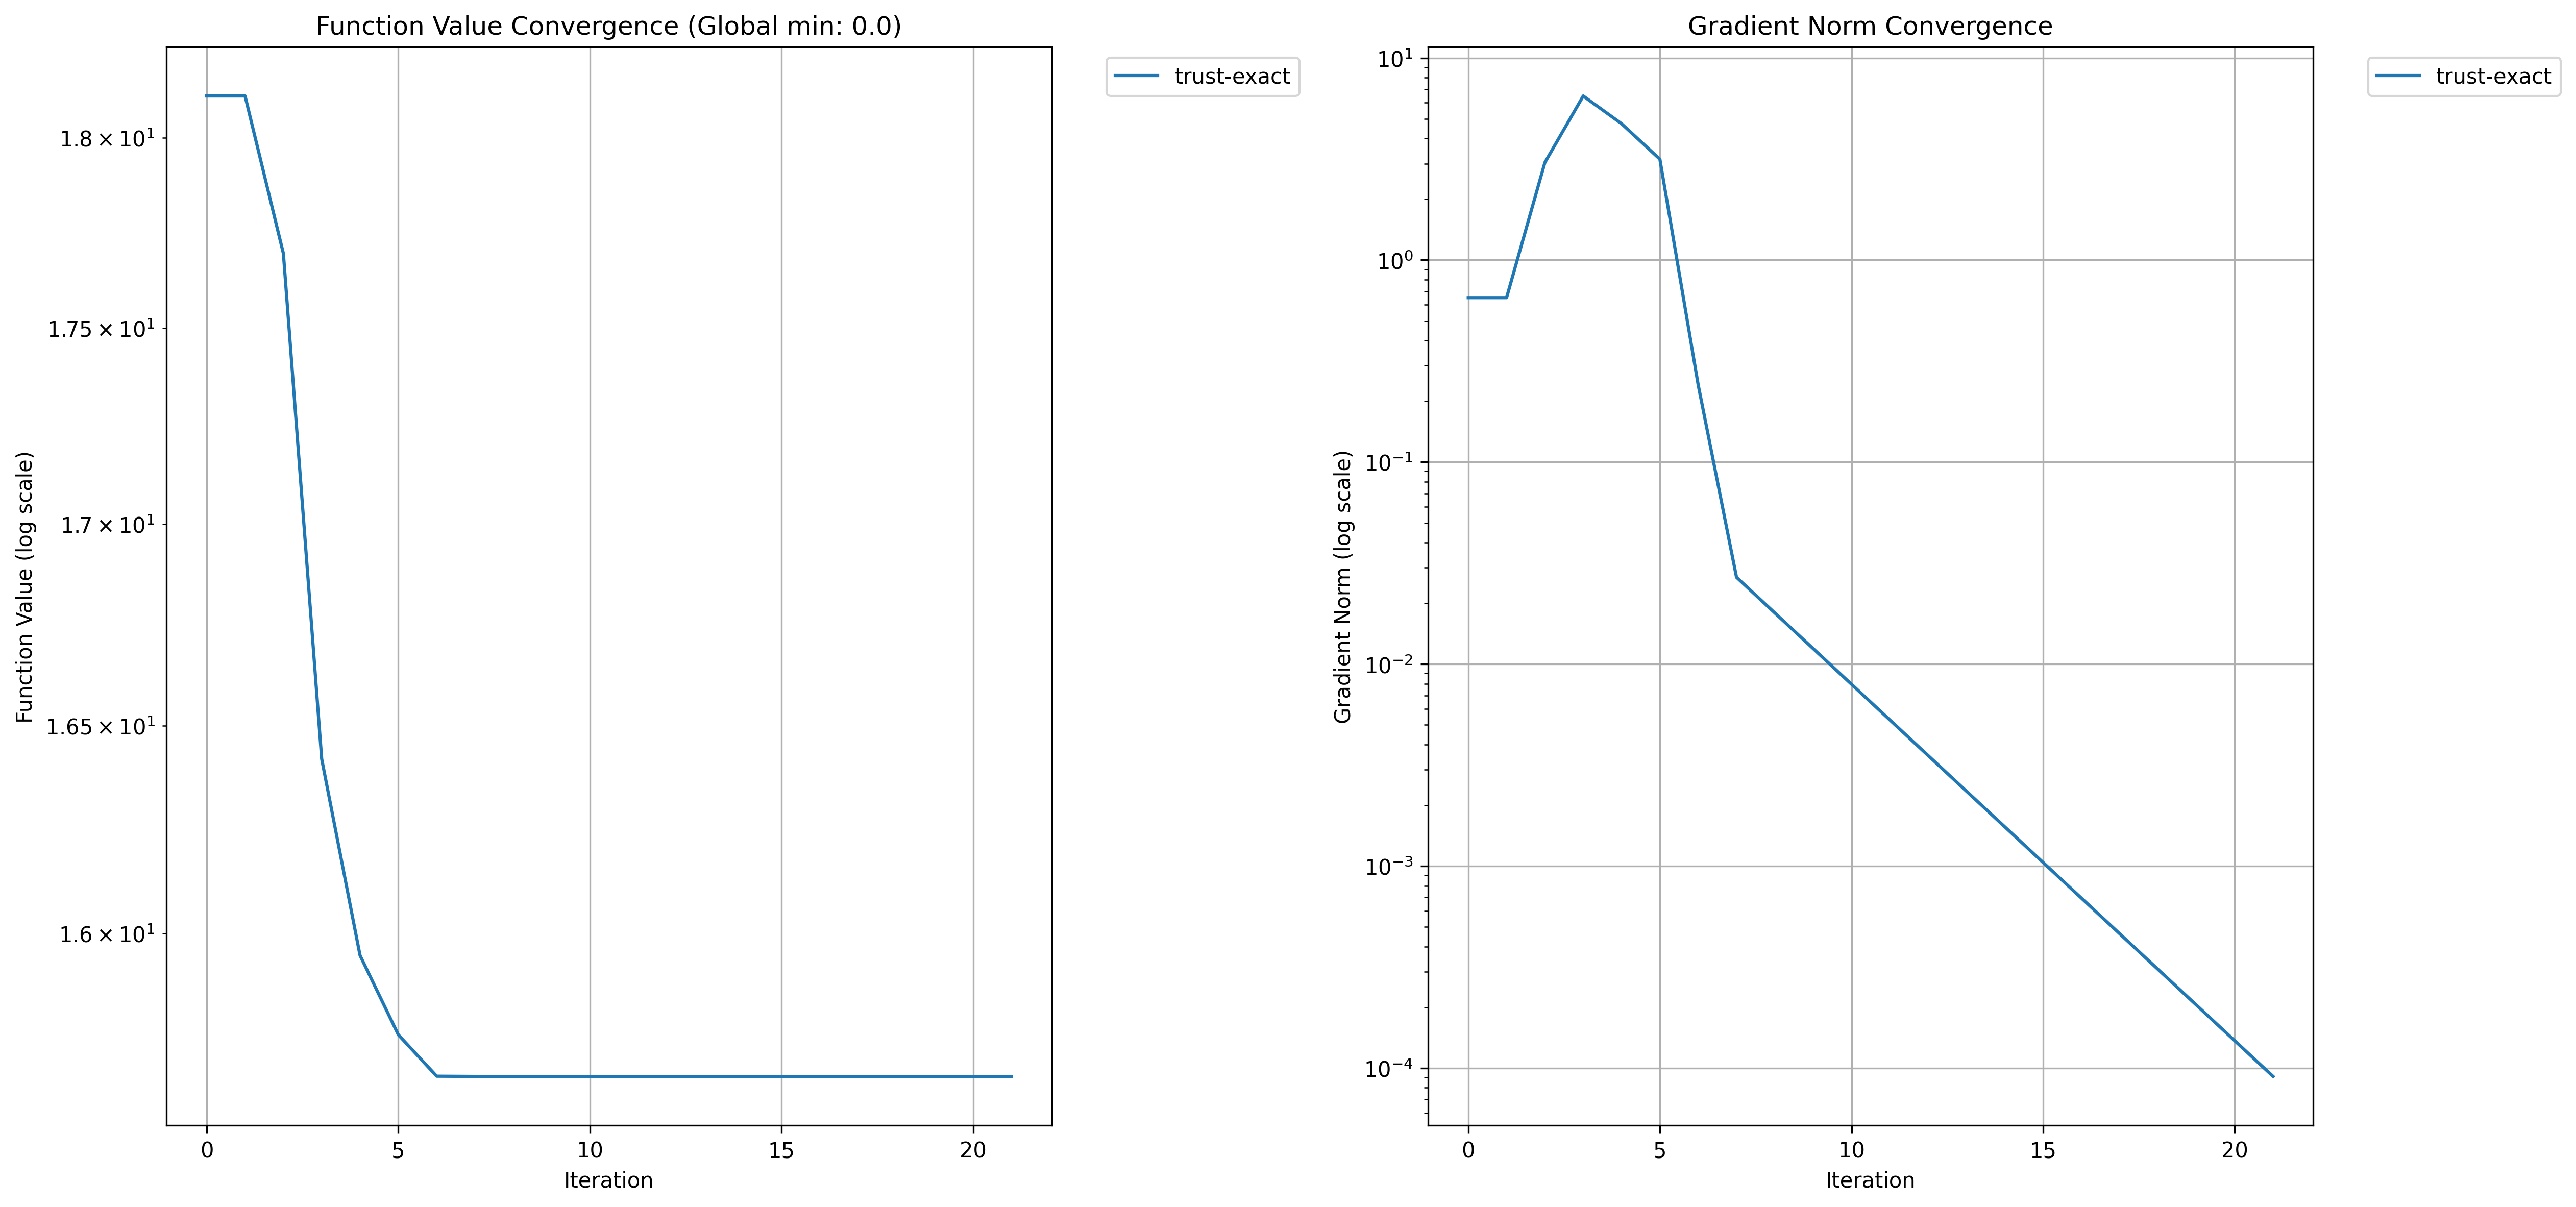 Function Value Convergence (Global min: 0.0)
trust-exact
1.8 × 10¹
1.75 × 10¹
1.7 × 10¹
1.65 × 10¹
1.6 × 10¹
Function Value (log scale)
0 5 10 15 20
Iteration
Gradient Norm Convergence
trust-exact
10¹
10⁰
10⁻¹
10⁻²
10⁻³
10⁻⁴
Gradient Norm (log scale)
0 5 10 15 20
Iteration